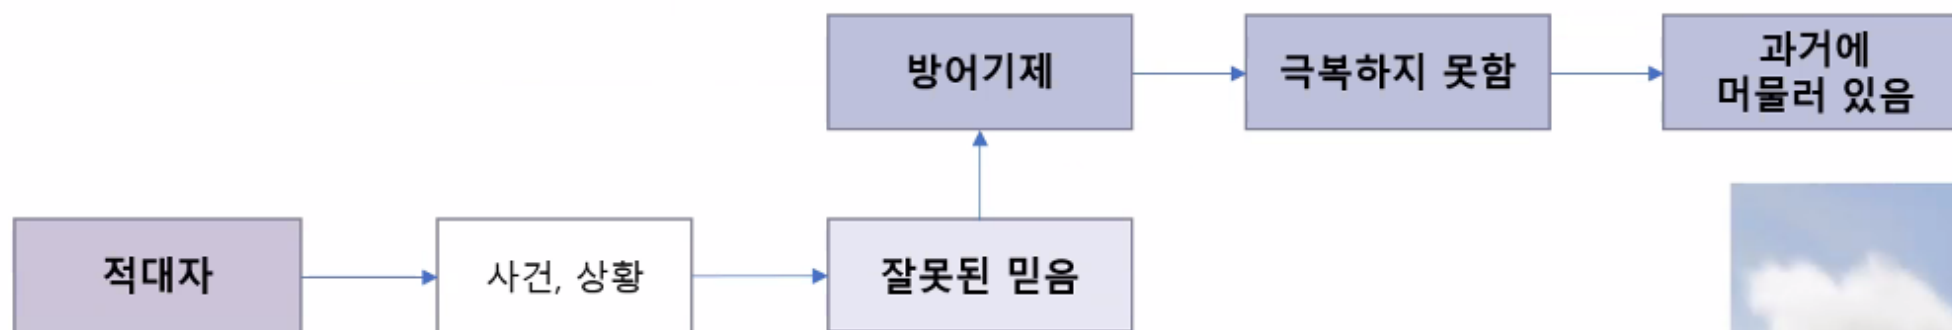 방어기제
극복하지 못함
과거에
머물러 있음
적대자
사건, 상황
잘못된 믿음